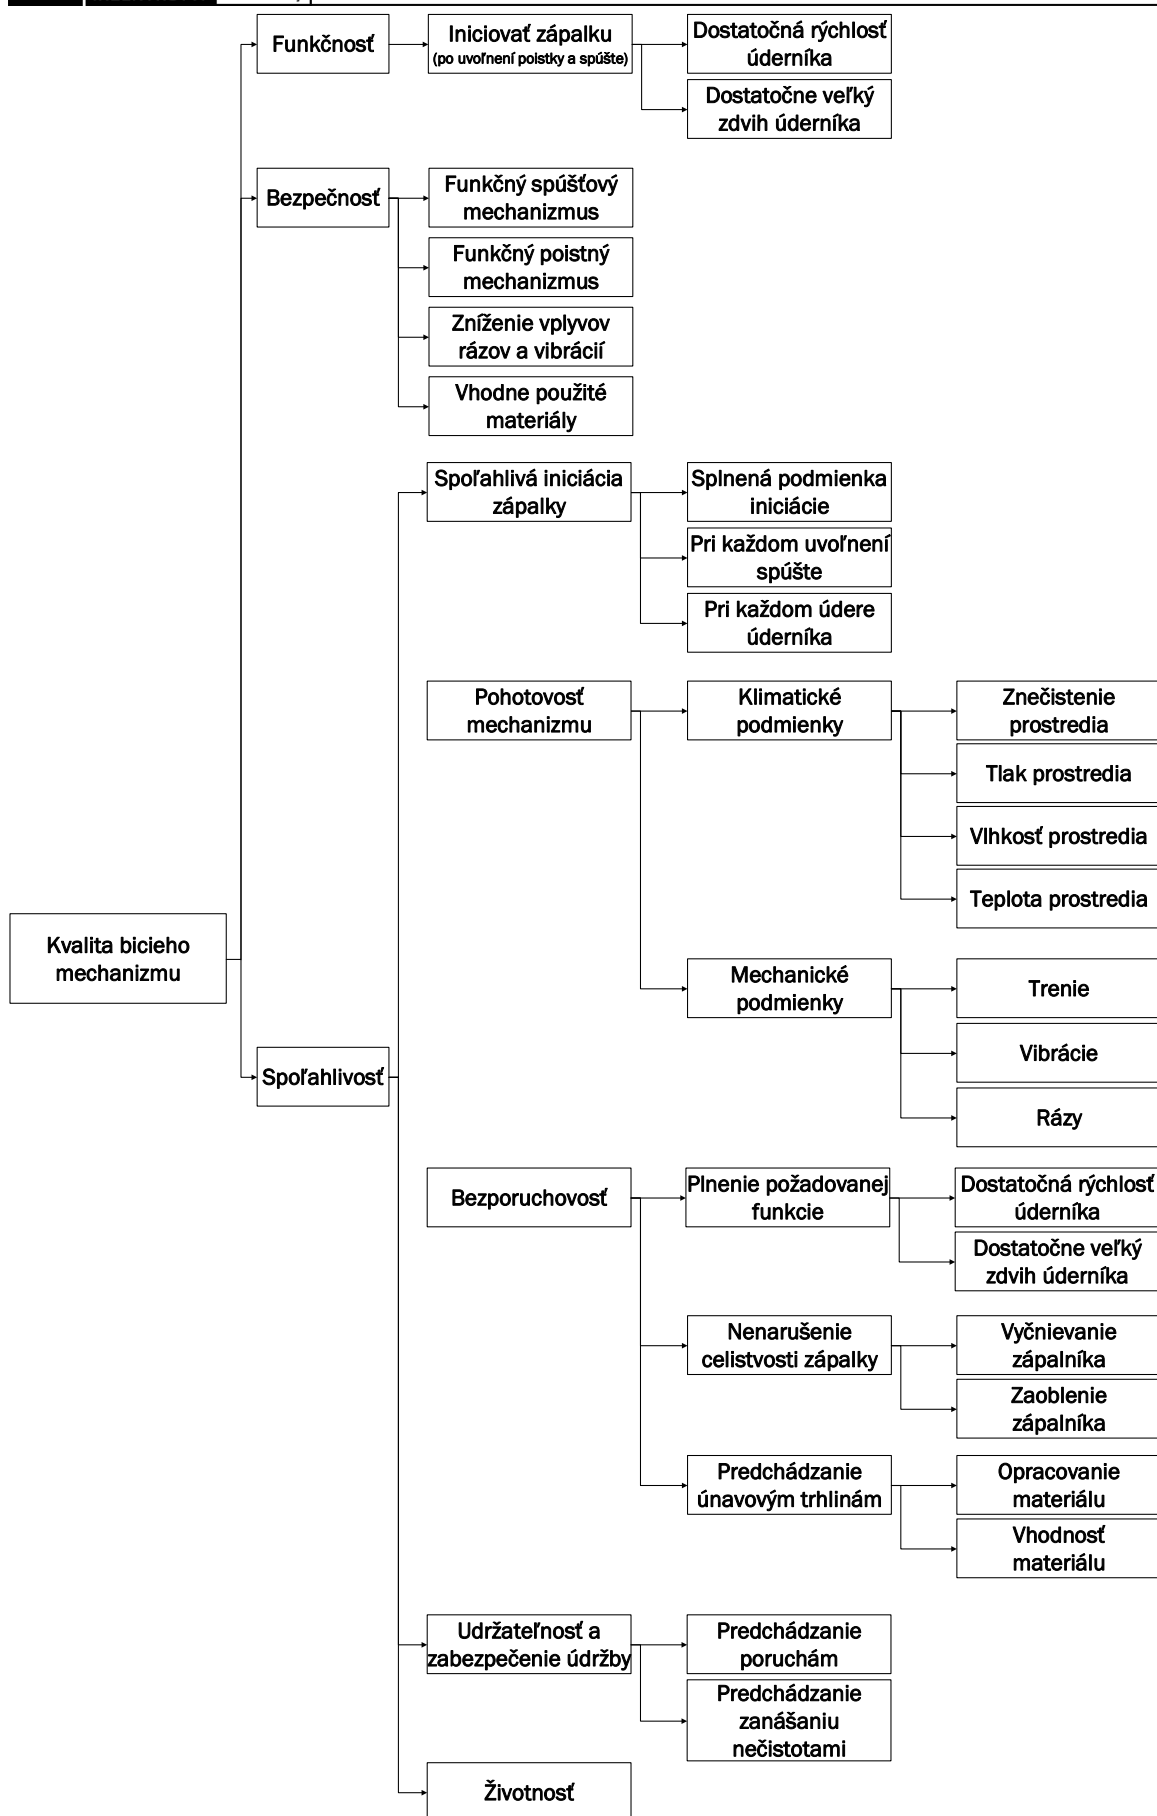 Funkčnosť
Iniciovať zápalku
(po uvoľnení poistky a spúšte)
Dostatočná rýchlosť
úderníka
Dostatočne veľký
zdvih úderníka
Bezpečnosť
Funkčný spúšťový
mechanizmus
Funkčný poistný
mechanizmus
Zníženie vplyvov
rázov a vibrácií
Vhodne použité
materiály
Spoľahlivá iniciácia
zápalky
Splnená podmienka
iniciácie
Pri každom uvoľnení
spúšte
Pri každom údere
úderníka
Pohotovosť
mechanizmu
Klimatické
podmienky
Znečistenie
prostredia
Tlak prostredia
Vlhkosť prostredia
Teplota prostredia
Kvalita bicieho
mechanizmu
Mechanické
podmienky
Trenie
Vibrácie
Rázy
Spoľahlivosť
Bezporuchovosť
Plnenie požadovanej
funkcie
Dostatočná rýchlosť
úderníka
Dostatočne veľký
zdvih úderníka
Nenarušenie
celistvosti zápalky
Vyčnievanie
zápalníka
Zaoblenie
zápalníka
Predchádzanie
únavovým trhlinám
Opracovanie
materiálu
Vhodnosť
materiálu
Udržateľnosť a
zabezpečenie údržby
Predchádzanie
poruchám
Predchádzanie
zanášaniu
nečistotami
Životnosť